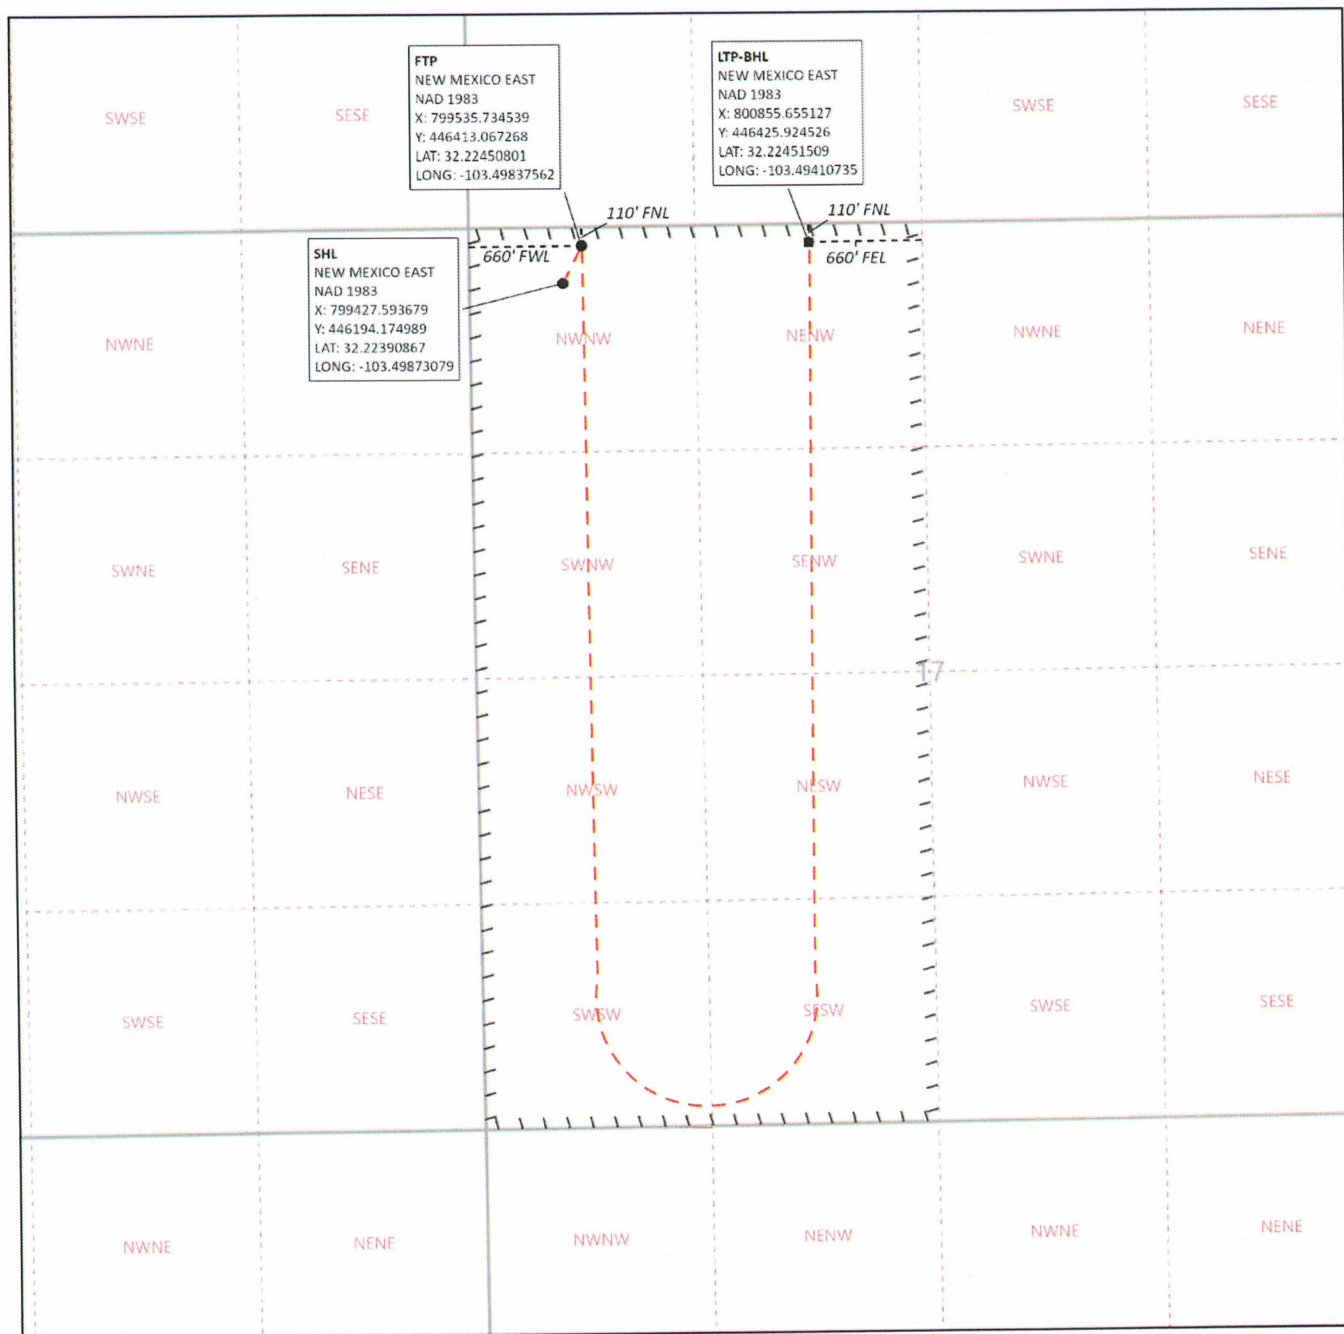 FTP
NEW MEXICO EAST
NAD 1983
X: 799535.734539
Y: 446413.067268
LAT: 32.22450801
LONG: -103.49837562
LTP-BHL
NEW MEXICO EAST
NAD 1983
X: 800855.655127
Y: 446425.924526
LAT: 32.22451509
LONG: -103.49410735
SWSE
SESE
SWSE
SESE
110' FNL
110' FNL
660' FWL
660' FEL
SHL
NEW MEXICO EAST
NAD 1983
X: 799427.593679
Y: 446194.174989
LAT: 32.22390867
LONG: -103.49873079
NWNE
NWNW
NENW
NWNE
NENE
SWNE
SENE
SWNW
SENW
SWNE
SENE
17
NWSE
NESE
NWSW
NESW
NWSE
NESE
SWSE
SESE
SWSW
SESW
SWSE
SESE
NWNE
NENE
NWNW
NENW
NWNE
NENE